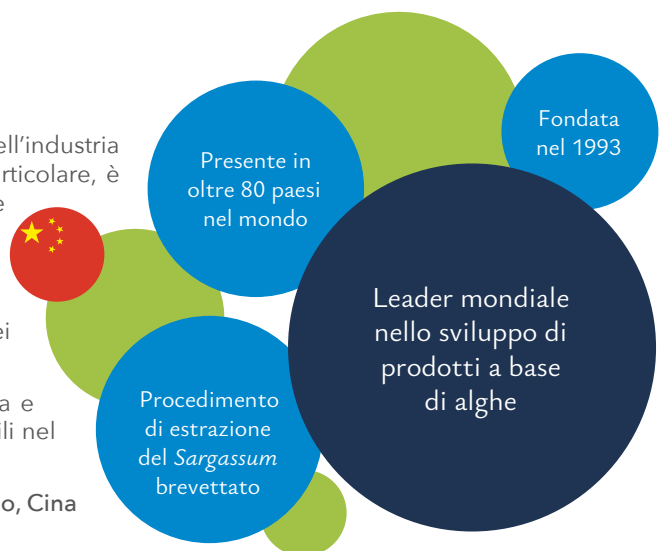 ell'industria
articolare, è
e
ei
a e
ili nel
o, Cina
Presente in
oltre 80 paesi
nel mondo
Fondata
nel 1993
Leader mondiale
nello sviluppo di
prodotti a base
di alghe
Procedimento
di estrazione
del Sargassum
brevettato